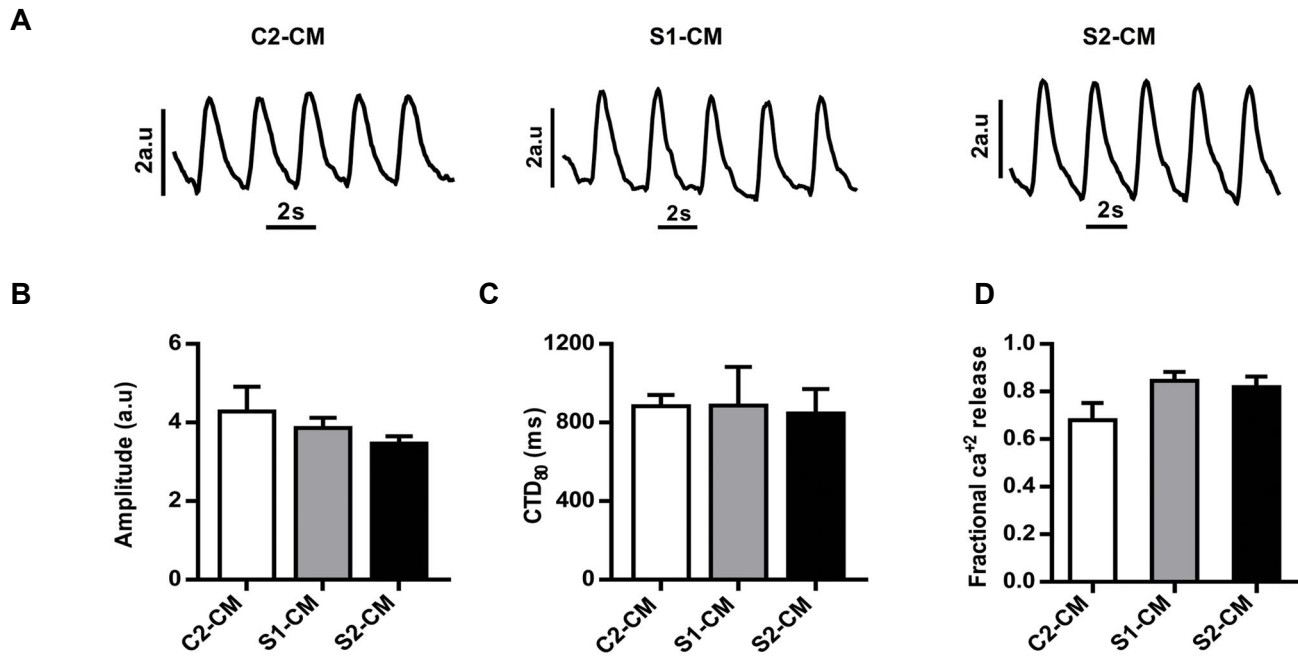 A
C2-CM
S1-CM
S2-CM
2a.u
2s
2a.u
2s
2a.u
2s
B
C
D
Amplitude (a.u)
6
4
2
0
C2-CM
S1-CM
S2-CM
CTD80 (ms)
1200
800
400
0
C2-CM
S1-CM
S2-CM
Fractional ca+2 release
1.0
0.8
0.6
0.4
0.2
0.0
C2-CM
S1-CM
S2-CM